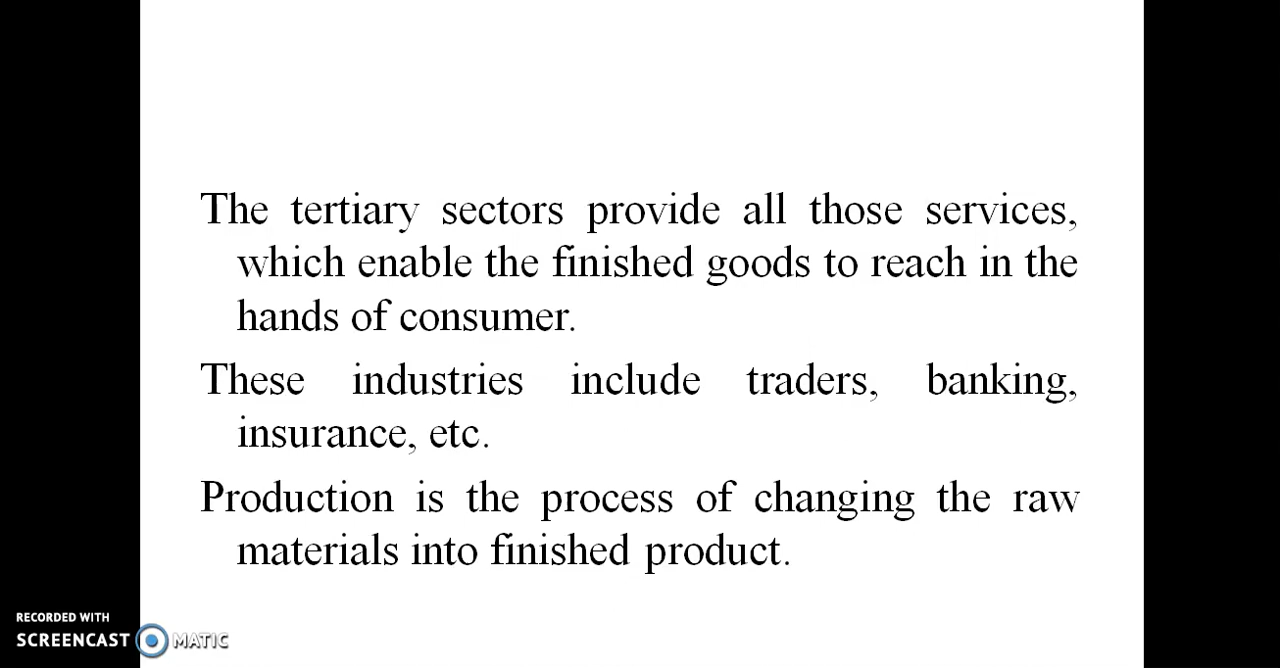 The tertiary sectors provide all those services,
which enable the finished goods to reach in the
hands of consumer.
These industries include traders, banking,
insurance, etc.
Production is the process of changing the raw
materials into finished product.
RECORDED WITH
SCREENCAST MATIC